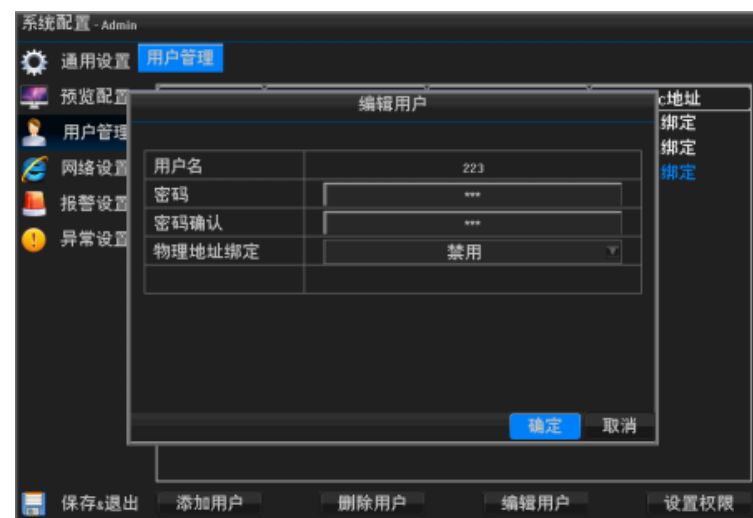 系统配置 - Admin
通用设置 用户管理
预览配置
编辑用户
c地址
用户管理
绑定
绑定
网络设置
用户名 223
绑定
报警设置
密码 ***
密码确认 ***
异常设置
物理地址绑定 禁用
确定 取消
保存&退出 添加用户 删除用户 编辑用户 设置权限